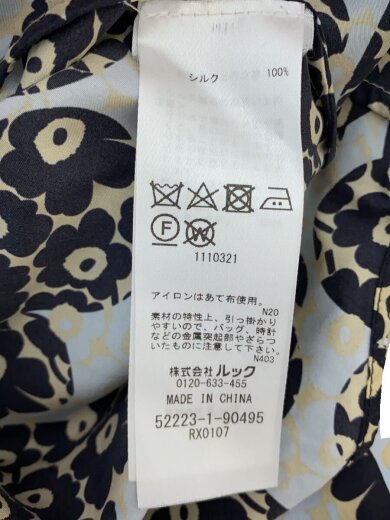 シルク 100%
F W
1110321
アイロンはあて布使用。
N20
素材の特性上、引っ掛かり
やすいので、バッグ、時計
などの金属突起部やざらつ
いたものに注意して下さい。
N403
株式会社ルック
0120-633-455
MADE IN CHINA
52223-1-90495
RX0107